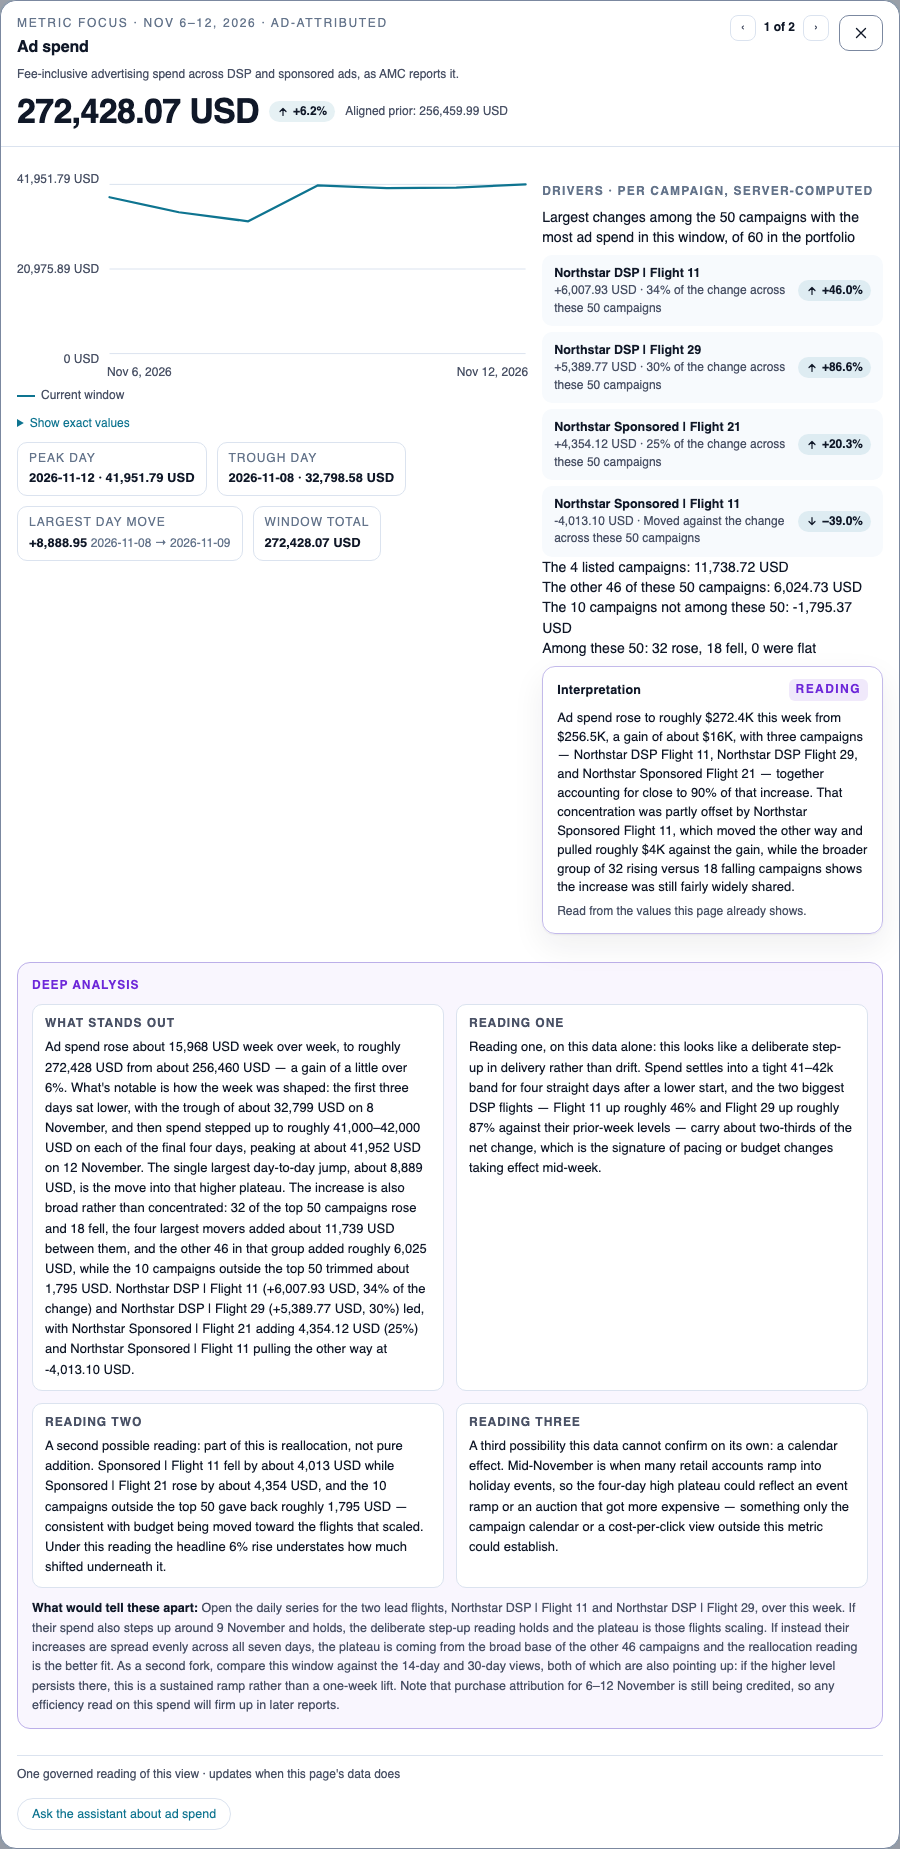 METRIC FOCUS · NOV 6–12, 2026 · AD-ATTRIBUTED
Ad spend
‹ 1 of 2 › ✕
Fee-inclusive advertising spend across DSP and sponsored ads, as AMC reports it.
272,428.07 USD ↑ +6.2% Aligned prior: 256,459.99 USD
41,951.79 USD
20,975.89 USD
0 USD
Nov 6, 2026 Nov 12, 2026
Current window
▶ Show exact values
PEAK DAY
2026-11-12 · 41,951.79 USD
TROUGH DAY
2026-11-08 · 32,798.58 USD
LARGEST DAY MOVE
+8,888.95 2026-11-08 → 2026-11-09
WINDOW TOTAL
272,428.07 USD
DRIVERS · PER CAMPAIGN, SERVER-COMPUTED
Largest changes among the 50 campaigns with the
most ad spend in this window, of 60 in the portfolio
Northstar DSP | Flight 11
+6,007.93 USD · 34% of the change across
these 50 campaigns
↑ +46.0%
Northstar DSP | Flight 29
+5,389.77 USD · 30% of the change across
these 50 campaigns
↑ +86.6%
Northstar Sponsored | Flight 21
+4,354.12 USD · 25% of the change across
these 50 campaigns
↑ +20.3%
Northstar Sponsored | Flight 11
-4,013.10 USD · Moved against the change
across these 50 campaigns
↓ −39.0%
The 4 listed campaigns: 11,738.72 USD
The other 46 of these 50 campaigns: 6,024.73 USD
The 10 campaigns not among these 50: -1,795.37
USD
Among these 50: 32 rose, 18 fell, 0 were flat
Interpretation READING
Ad spend rose to roughly $272.4K this week from
$256.5K, a gain of about $16K, with three campaigns
— Northstar DSP Flight 11, Northstar DSP Flight 29,
and Northstar Sponsored Flight 21 — together
accounting for close to 90% of that increase. That
concentration was partly offset by Northstar
Sponsored Flight 11, which moved the other way and
pulled roughly $4K against the gain, while the broader
group of 32 rising versus 18 falling campaigns shows
the increase was still fairly widely shared.
Read from the values this page already shows.
DEEP ANALYSIS
WHAT STANDS OUT
Ad spend rose about 15,968 USD week over week, to roughly
272,428 USD from about 256,460 USD — a gain of a little over
6%. What's notable is how the week was shaped: the first three
days sat lower, with the trough of about 32,799 USD on 8
November, and then spend stepped up to roughly 41,000–42,000
USD on each of the final four days, peaking at about 41,952 USD
on 12 November. The single largest day-to-day jump, about 8,889
USD, is the move into that higher plateau. The increase is also
broad rather than concentrated: 32 of the top 50 campaigns rose
and 18 fell, the four largest movers added about 11,739 USD
between them, and the other 46 in that group added roughly 6,025
USD, while the 10 campaigns outside the top 50 trimmed about
1,795 USD. Northstar DSP | Flight 11 (+6,007.93 USD, 34% of the
change) and Northstar DSP | Flight 29 (+5,389.77 USD, 30%) led,
with Northstar Sponsored | Flight 21 adding 4,354.12 USD (25%)
and Northstar Sponsored | Flight 11 pulling the other way at
-4,013.10 USD.
READING ONE
Reading one, on this data alone: this looks like a deliberate step-
up in delivery rather than drift. Spend settles into a tight 41–42k
band for four straight days after a lower start, and the two biggest
DSP flights — Flight 11 up roughly 46% and Flight 29 up roughly
87% against their prior-week levels — carry about two-thirds of the
net change, which is the signature of pacing or budget changes
taking effect mid-week.
READING TWO
A second possible reading: part of this is reallocation, not pure
addition. Sponsored | Flight 11 fell by about 4,013 USD while
Sponsored | Flight 21 rose by about 4,354 USD, and the 10
campaigns outside the top 50 gave back roughly 1,795 USD —
consistent with budget being moved toward the flights that scaled.
Under this reading the headline 6% rise understates how much
shifted underneath it.
READING THREE
A third possibility this data cannot confirm on its own: a calendar
effect. Mid-November is when many retail accounts ramp into
holiday events, so the four-day high plateau could reflect an event
ramp or an auction that got more expensive — something only the
campaign calendar or a cost-per-click view outside this metric
could establish.
What would tell these apart: Open the daily series for the two lead flights, Northstar DSP | Flight 11 and Northstar DSP | Flight 29, over this week. If
their spend also steps up around 9 November and holds, the deliberate step-up reading holds and the plateau is those flights scaling. If instead their
increases are spread evenly across all seven days, the plateau is coming from the broad base of the other 46 campaigns and the reallocation reading
is the better fit. As a second fork, compare this window against the 14-day and 30-day views, both of which are also pointing up: if the higher level
persists there, this is a sustained ramp rather than a one-week lift. Note that purchase attribution for 6–12 November is still being credited, so any
efficiency read on this spend will firm up in later reports.
One governed reading of this view · updates when this page's data does
Ask the assistant about ad spend